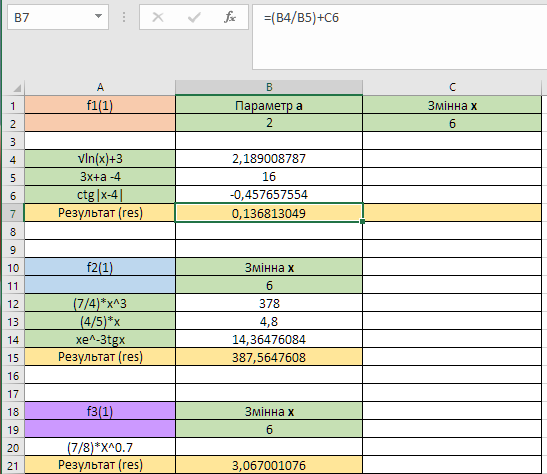 B7 fx =(B4/B5)+C6
A B C
1 f1(1) Параметр a Змінна x
2 2 6
3
4 √ln(x)+3 2,189008787
5 3x+a -4 16
6 ctg|x-4| -0,457657554
7 Результат (res) 0,136813049
8
9
10 f2(1) Змінна x
11 6
12 (7/4)*x^3 378
13 (4/5)*x 4,8
14 xe^-3tgx 14,36476084
15 Результат (res) 387,5647608
16
17
18 f3(1) Змінна x
19 6
20 (7/8)*X^0.7
21 Результат (res) 3,067001076